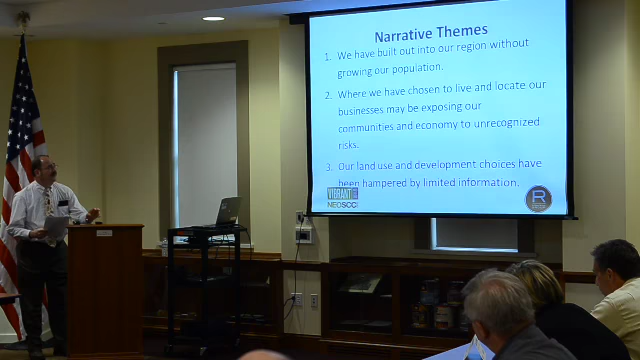 Narrative Themes
1. We have built out into our region without
growing our population.
2. Where we have chosen to live and locate our
businesses may be exposing our
communities and economy to unrecognized
risks.
3. Our land use and development choices have
been hampered by limited information.
VIBRANT
NEOSCC
R